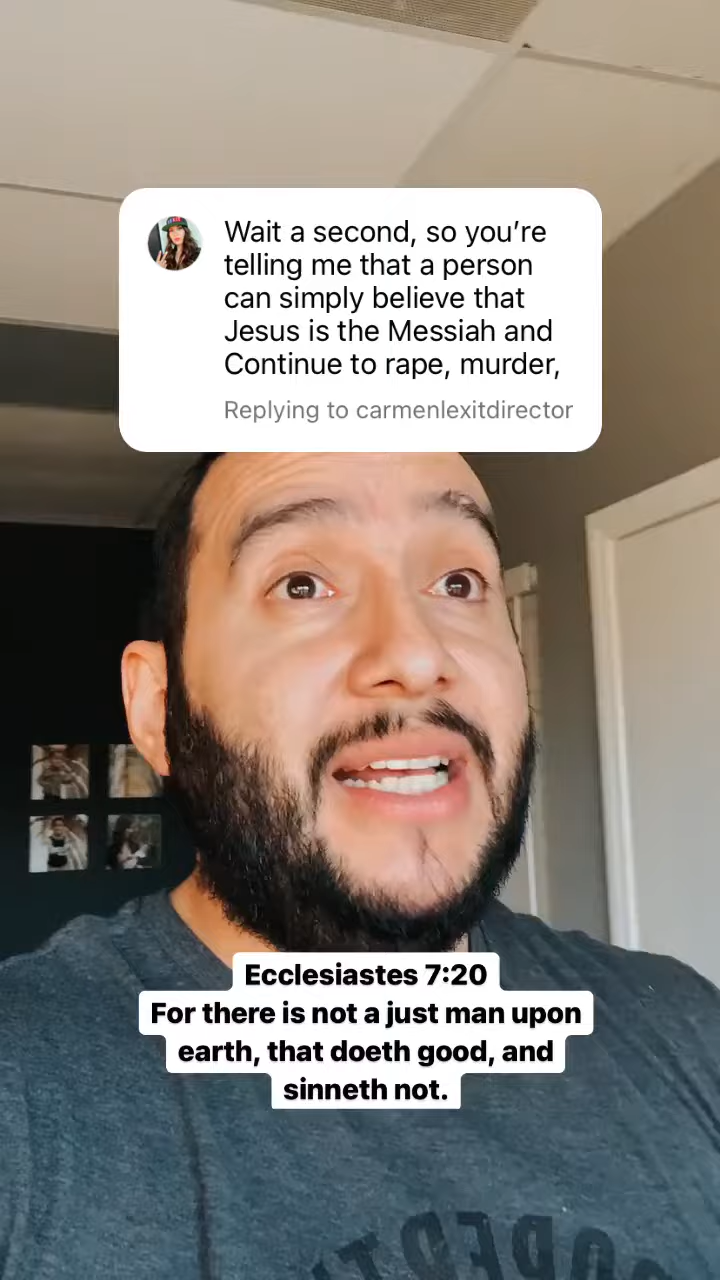 Wait a second, so you’re
telling me that a person
can simply believe that
Jesus is the Messiah and
Continue to rape, murder,
Replying to carmenlexitdirector
Ecclesiastes 7:20
For there is not a just man upon
earth, that doeth good, and
sinneth not.